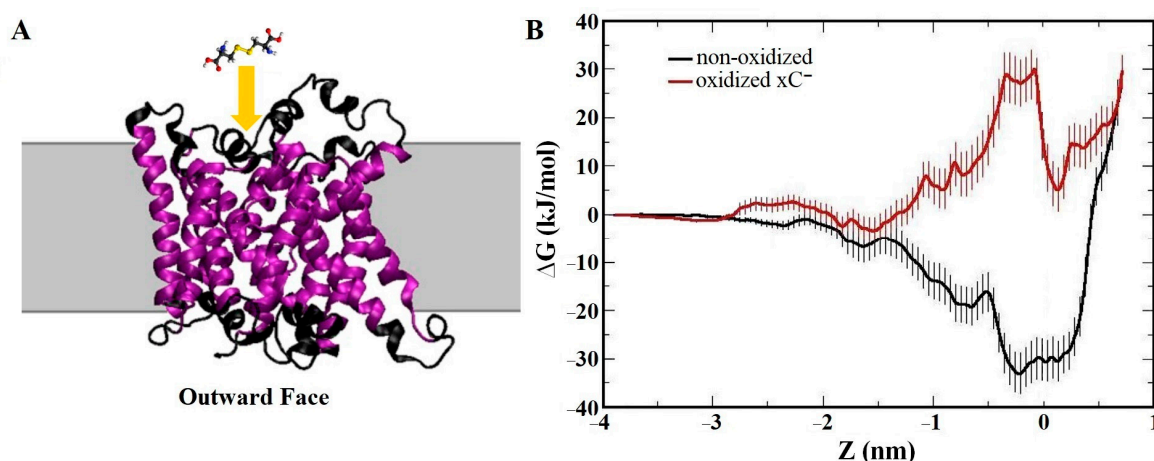 A
Outward Face
B
non-oxidized
oxidized xC−
ΔG (kJ/mol)
40
30
20
10
0
−10
−20
−30
−40
−4
−3
−2
−1
0
1
Z (nm)